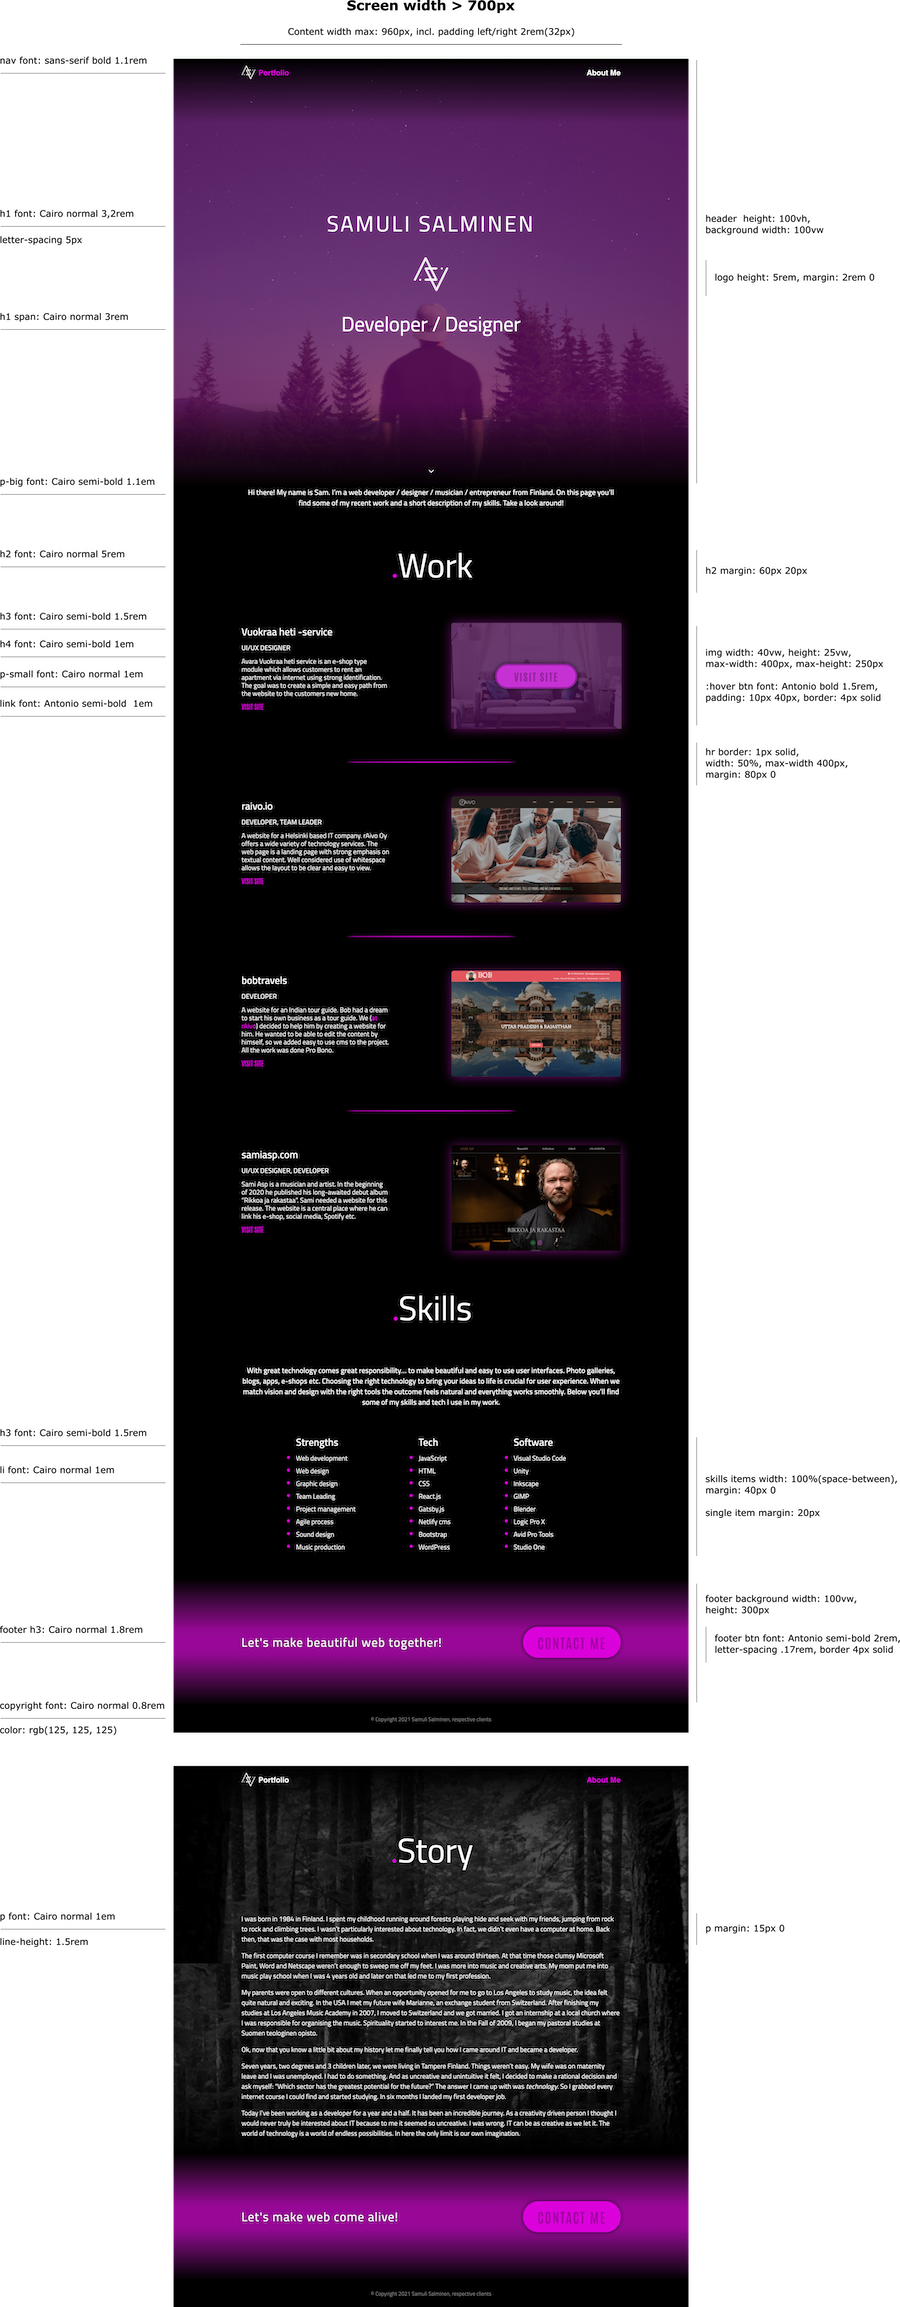 Screen width > 700px
Content width max: 960px, incl. padding left/right 2rem(32px)
nav font: sans-serif bold 1.1rem
Portfolio
About Me
h1 font: Cairo normal 3,2rem
letter-spacing 5px
SAMULI SALMINEN
header  height: 100vh,
background width: 100vw
logo height: 5rem, margin: 2rem 0
h1 span: Cairo normal 3rem
Developer / Designer
p-big font: Cairo semi-bold 1.1em
Hi there! My name is Sam. I'm a web developer / designer / musician / entrepreneur from Finland. On this page you'll
find some of my recent work and a short description of my skills. Take a look around!
h2 font: Cairo normal 5rem
.Work
h2 margin: 60px 20px
h3 font: Cairo semi-bold 1.5rem
h4 font: Cairo semi-bold 1em
p-small font: Cairo normal 1em
link font: Antonio semi-bold  1em
Vuokraa heti -service
UI/UX DESIGNER
Avara Vuokraa heti service is an e-shop type
module which allows customers to rent an
apartment via internet using strong identification.
The goal was to create a simple and easy path from
the website to the customers new home.
VISIT SITE
VISIT SITE
img width: 40vw, height: 25vw,
max-width: 400px, max-height: 250px
:hover btn font: Antonio bold 1.5rem,
padding: 10px 40px, border: 4px solid
hr border: 1px solid,
width: 50%, max-width 400px,
margin: 80px 0
raivo.io
DEVELOPER, TEAM LEADER
A website for a Helsinki based IT company. rAivo Oy
offers a wide variety of technology services. The
web page is a landing page with strong emphasis on
textual content. Well considered use of whitespace
allows the layout to be clear and easy to view.
VISIT SITE
bobtravels
DEVELOPER
A website for an Indian tour guide. Bob had a dream
to start his own business as a tour guide. We (at
rAivo) decided to help him by creating a website for
him. He wanted to be able to edit the content by
himself, so we added easy to use cms to the project.
All the work was done Pro Bono.
VISIT SITE
BOB
UTTAR PRADESH & RAJASTHAN
samiasp.com
UI/UX DESIGNER, DEVELOPER
Sami Asp is a musician and artist. In the beginning
of 2020 he published his long-awaited debut album
"Rikkoa ja rakastaa". Sami needed a website for this
release. The website is a central place where he can
link his e-shop, social media, Spotify etc.
VISIT SITE
RIKKOA JA RAKASTAA
.Skills
With great technology comes great responsibility... to make beautiful and easy to use user interfaces. Photo galleries,
blogs, apps, e-shops etc. Choosing the right technology to bring your ideas to life is crucial for user experience. When we
match vision and design with the right tools the outcome feels natural and everything works smoothly. Below you'll find
some of my skills and tech I use in my work.
h3 font: Cairo semi-bold 1.5rem
li font: Cairo normal 1em
Strengths
Web development
Web design
Graphic design
Team Leading
Project management
Agile process
Sound design
Music production
Tech
JavaScript
HTML
CSS
React.js
Gatsby.js
Netlify cms
Bootstrap
WordPress
Software
Visual Studio Code
Unity
Inkscape
GIMP
Blender
Logic Pro X
Avid Pro Tools
Studio One
skills items width: 100%(space-between),
margin: 40px 0
single item margin: 20px
footer background width: 100vw,
height: 300px
footer h3: Cairo normal 1.8rem
Let's make beautiful web together!
CONTACT ME
footer btn font: Antonio semi-bold 2rem,
letter-spacing .17rem, border 4px solid
copyright font: Cairo normal 0.8rem
color: rgb(125, 125, 125)
© Copyright 2021 Samuli Salminen, respective clients
Portfolio
About Me
.Story
p font: Cairo normal 1em
line-height: 1.5rem
p margin: 15px 0
I was born in 1984 in Finland. I spent my childhood running around forests playing hide and seek with my friends, jumping from rock
to rock and climbing trees. I wasn't particularly interested about technology. In fact, we didn't even have a computer at home. Back
then, that was the case with most households.
The first computer course I remember was in secondary school when I was around thirteen. At that time those clumsy Microsoft
Paint, Word and Netscape weren't enough to sweep me off my feet. I was more into music and creative arts. My mom put me into
music play school when I was 4 years old and later on that led me to my first profession.
My parents were open to different cultures. When an opportunity opened for me to go to Los Angeles to study music, the idea felt
quite natural and exciting. In the USA I met my future wife Marianne, an exchange student from Switzerland. After finishing my
studies at Los Angeles Music Academy in 2007, I moved to Switzerland and we got married. I got an internship at a local church where
I was responsible for organising the music. Spirituality started to interest me. In the Fall of 2009, I began my pastoral studies at
Suomen teologinen opisto.
Ok, now that you know a little bit about my history let me finally tell you how I came around IT and became a developer.
Seven years, two degrees and 3 children later, we were living in Tampere Finland. Things weren't easy. My wife was on maternity
leave and I was unemployed. I had to do something. And as uncreative and unintuitive it felt, I decided to make a rational decision and
ask myself: "Which sector has the greatest potential for the future?" The answer I came up with was technology. So I grabbed every
internet course I could find and started studying. In six months I landed my first developer job.
Today I've been working as a developer for a year and a half. It has been an incredible journey. As a creativity driven person I thought I
would never truly be interested about IT because to me it seemed so uncreative. I was wrong. IT can be as creative as we let it. The
world of technology is a world of endless possibilities. In here the only limit is our own imagination.
Let's make web come alive!
CONTACT ME
© Copyright 2021 Samuli Salminen, respective clients